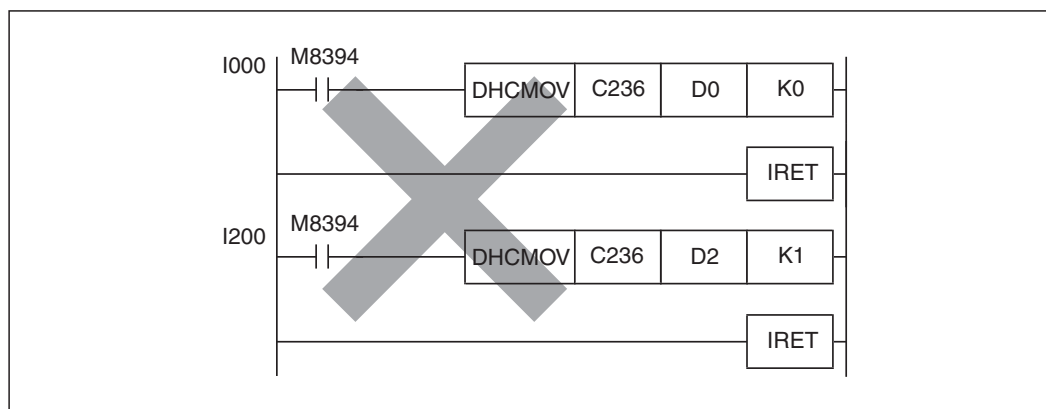 M8394
I000
DHCMOV C236 D0 K0
IRET
M8394
I200
DHCMOV C236 D2 K1
IRET